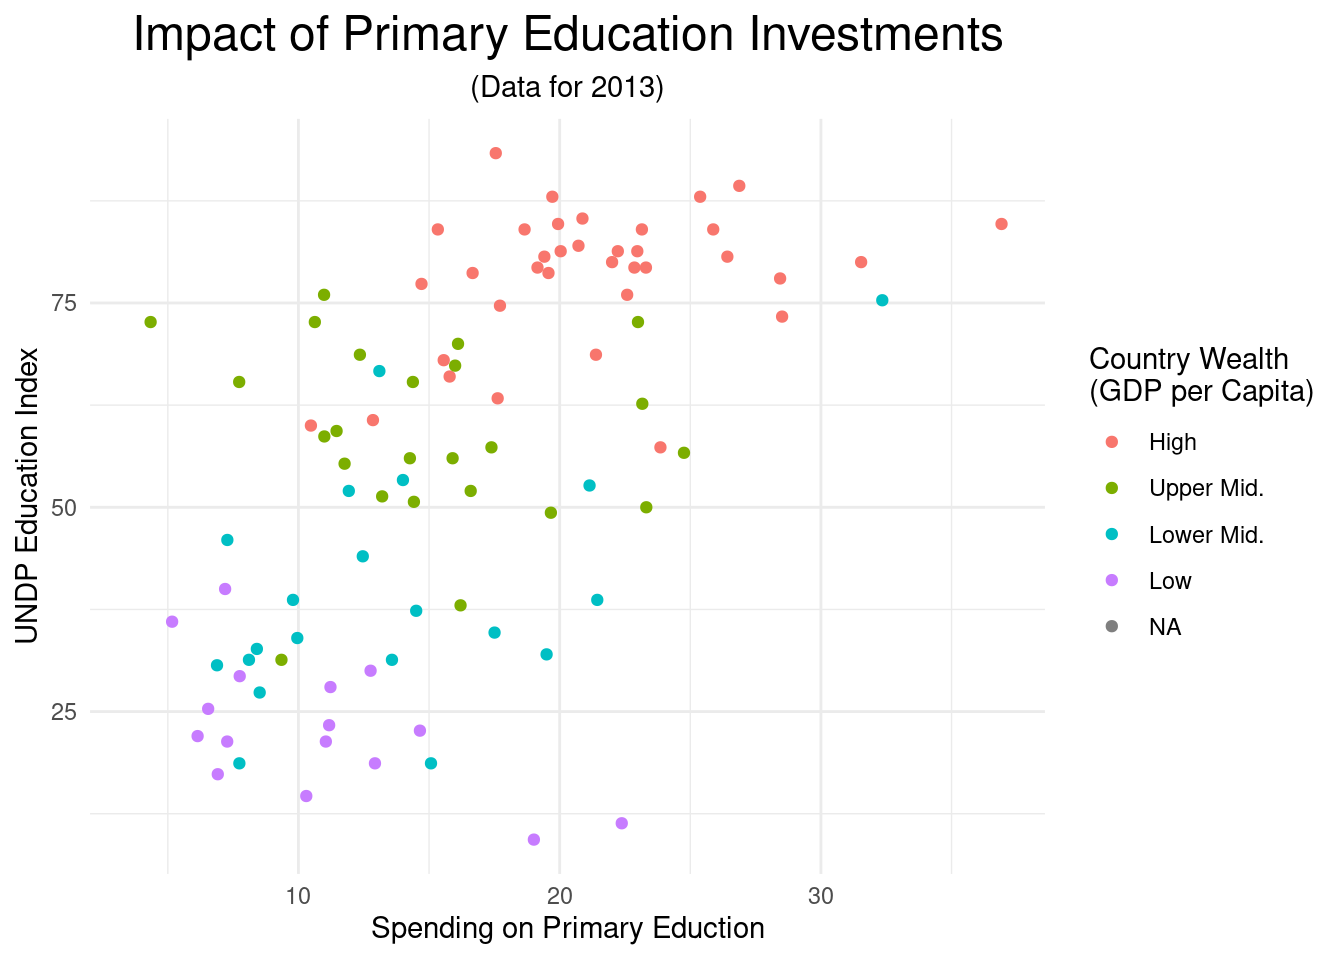 Impact of Primary Education Investments
(Data for 2013)
UNDP Education Index
75
50
25
10 20 30
Spending on Primary Eduction
Country Wealth
(GDP per Capita)
High
Upper Mid.
Lower Mid.
Low
NA